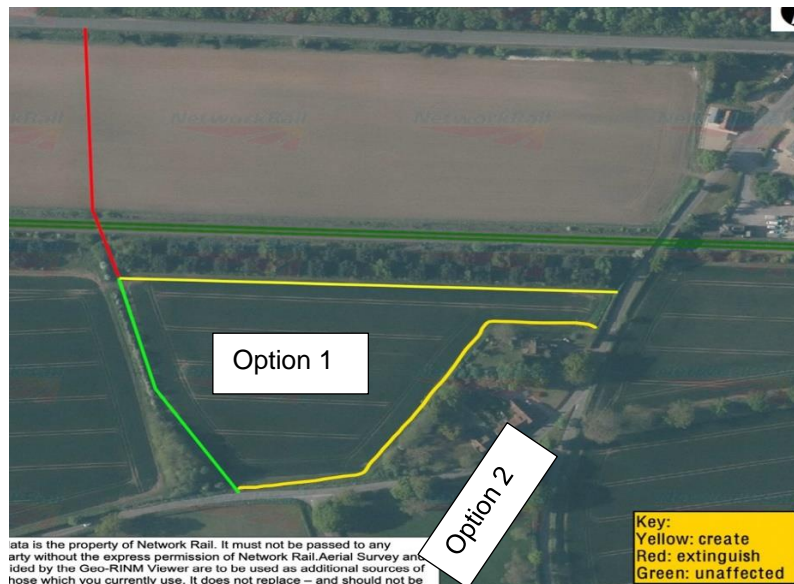 NetworkRail
NetworkRail
NetworkRail
Option 1
Option 2
Key:
Yellow: create
Red: extinguish
Green: unaffected
ata is the property of Network Rail. It must not be passed to any
arty without the express permission of Network Rail.Aerial Survey and
ided by the Geo-RINM Viewer are to be used as additional sources of
hose which you currently use. It does not replace – and should not be